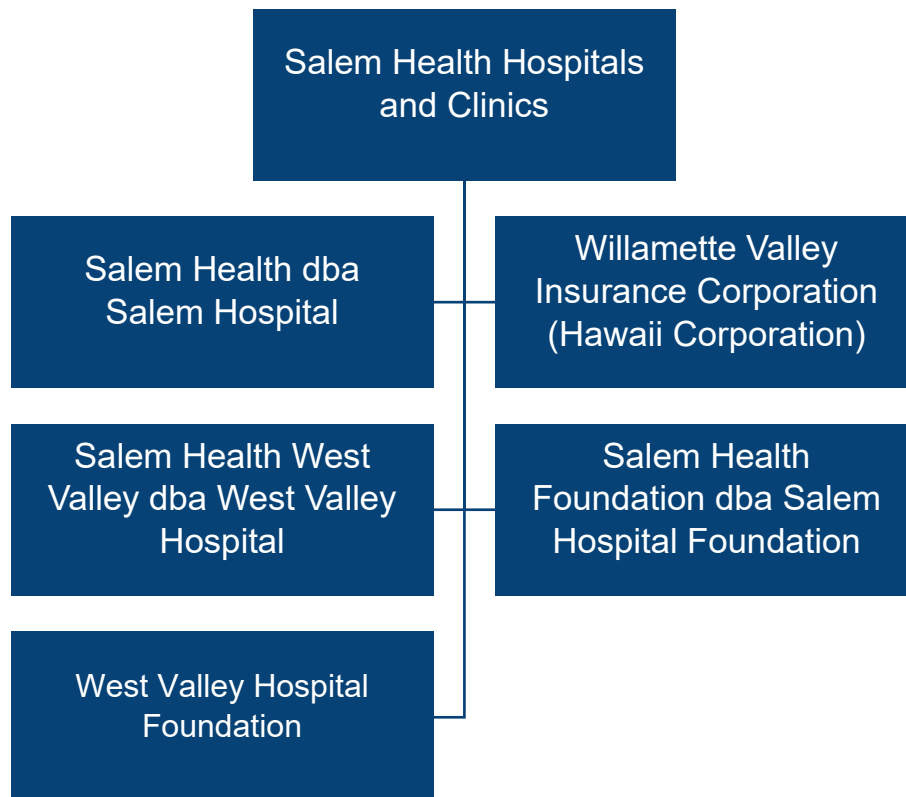 Salem Health Hospitals
and Clinics
Salem Health dba
Salem Hospital
Willamette Valley
Insurance Corporation
(Hawaii Corporation)
Salem Health West
Valley dba West Valley
Hospital
Salem Health
Foundation dba Salem
Hospital Foundation
West Valley Hospital
Foundation